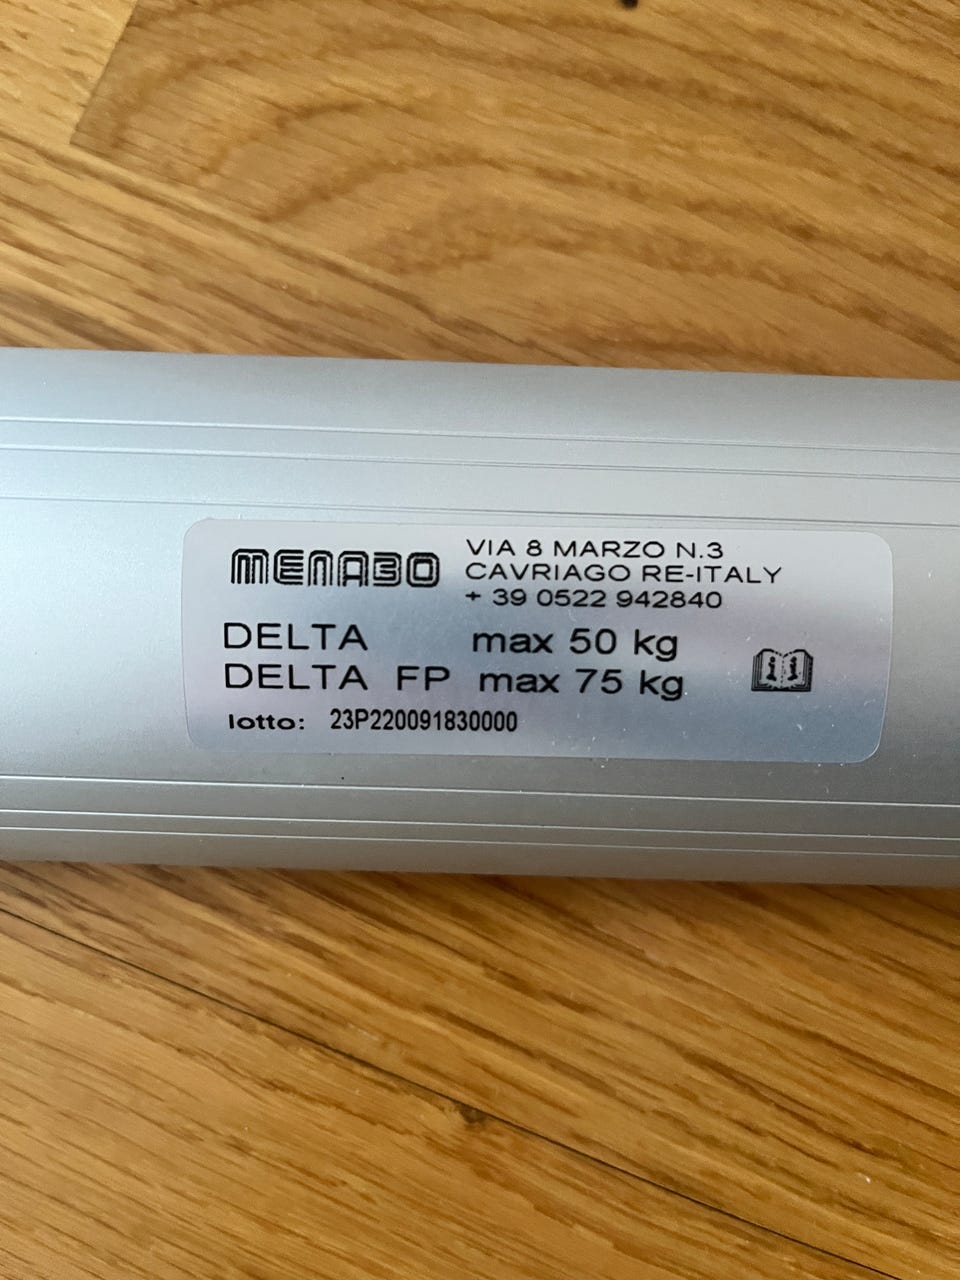 MENABO
VIA 8 MARZO N.3
CAVRIAGO RE-ITALY
+ 39 0522 942840
DELTA max 50 kg
DELTA FP max 75 kg
lotto: 23P220091830000